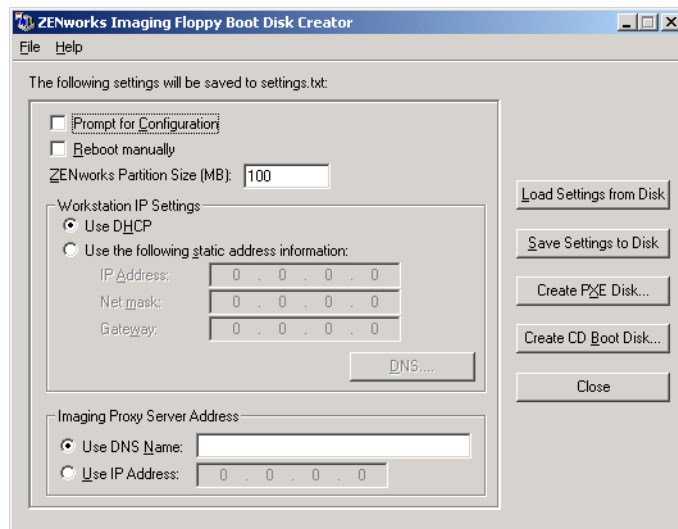 ZENworks Imaging Floppy Boot Disk Creator
File Help
The following settings will be saved to settings.txt:
Prompt for Configuration
Reboot manually
ZENworks Partition Size (MB): 100
Workstation IP Settings
Use DHCP
Use the following static address information:
IP Address: 0 . 0 . 0 . 0
Net mask: 0 . 0 . 0 . 0
Gateway: 0 . 0 . 0 . 0
DNS....
Imaging Proxy Server Address
Use DNS Name:
Use IP Address: 0 . 0 . 0 . 0
Load Settings from Disk
Save Settings to Disk
Create PXE Disk...
Create CD Boot Disk...
Close